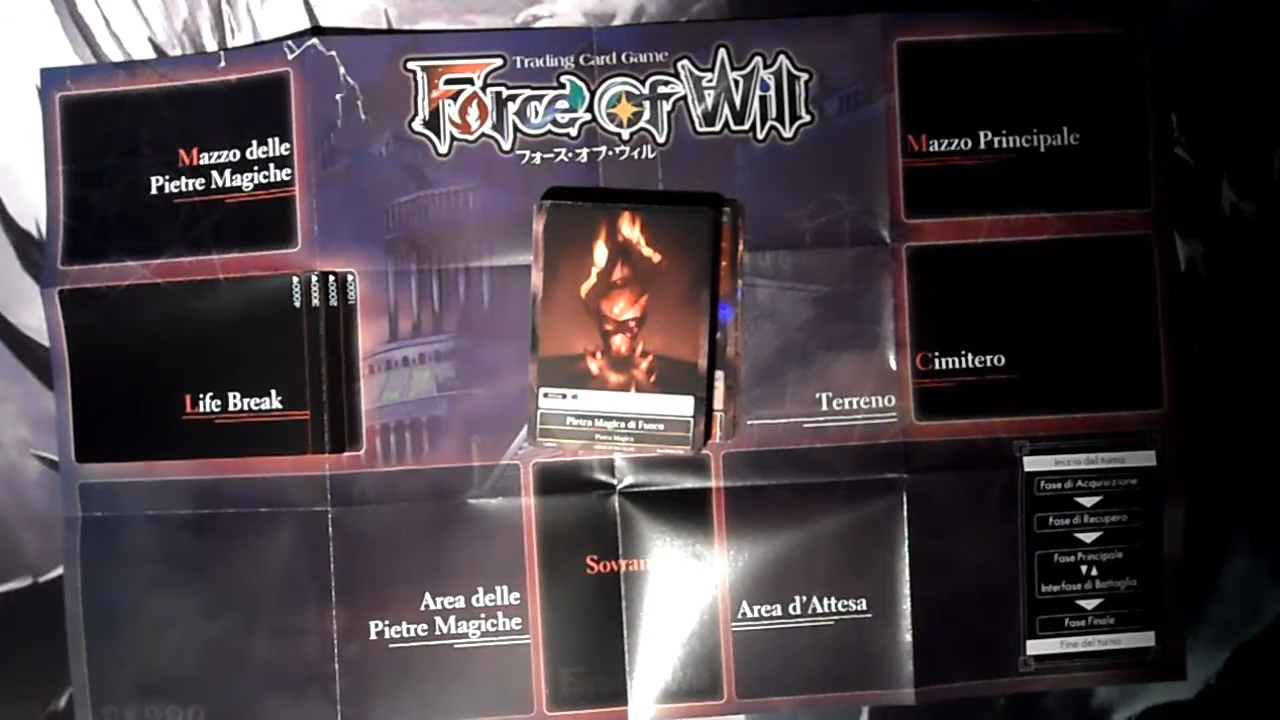 Trading Card Game
Force of Will
フォース・オブ・ウィル
Mazzo delle
Pietre Magiche
Mazzo Principale
4000
3000
2000
1000
Life Break
Cimitero
Terreno
Pietra Magica di Fuoco
Pietra Magica
Inizio del turno
Fase di Acquisizione
Fase di Recupero
Fase Principale
Interfase di Battaglia
Fase Finale
Fine del turno
Sovran
Area delle
Pietre Magiche
Area d'Attesa